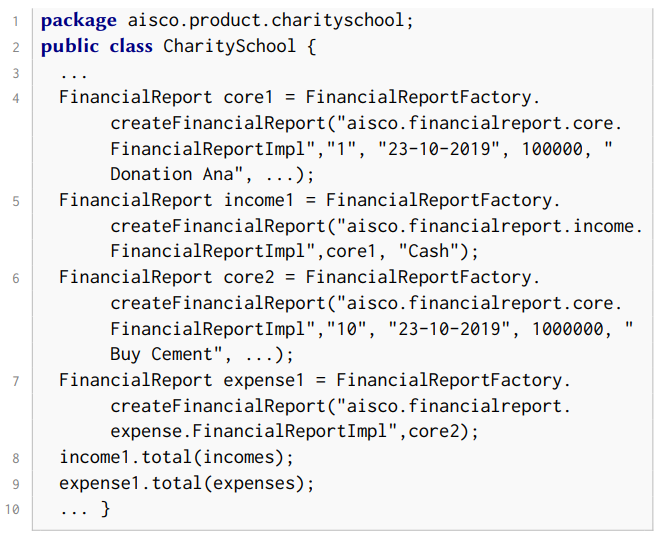 1 package aisco.product.charityschool;
2 public class CharitySchool {
3 ...
4 FinancialReport core1 = FinancialReportFactory.
createFinancialReport("aisco.financialreport.core.
FinancialReportImpl","1", "23-10-2019", 100000, "
Donation Ana", ...);
5 FinancialReport income1 = FinancialReportFactory.
createFinancialReport("aisco.financialreport.income.
FinancialReportImpl",core1, "Cash");
6 FinancialReport core2 = FinancialReportFactory.
createFinancialReport("aisco.financialreport.core.
FinancialReportImpl","10", "23-10-2019", 1000000, "
Buy Cement", ...);
7 FinancialReport expense1 = FinancialReportFactory.
createFinancialReport("aisco.financialreport.
expense.FinancialReportImpl",core2);
8 income1.total(incomes);
9 expense1.total(expenses);
10 ... }